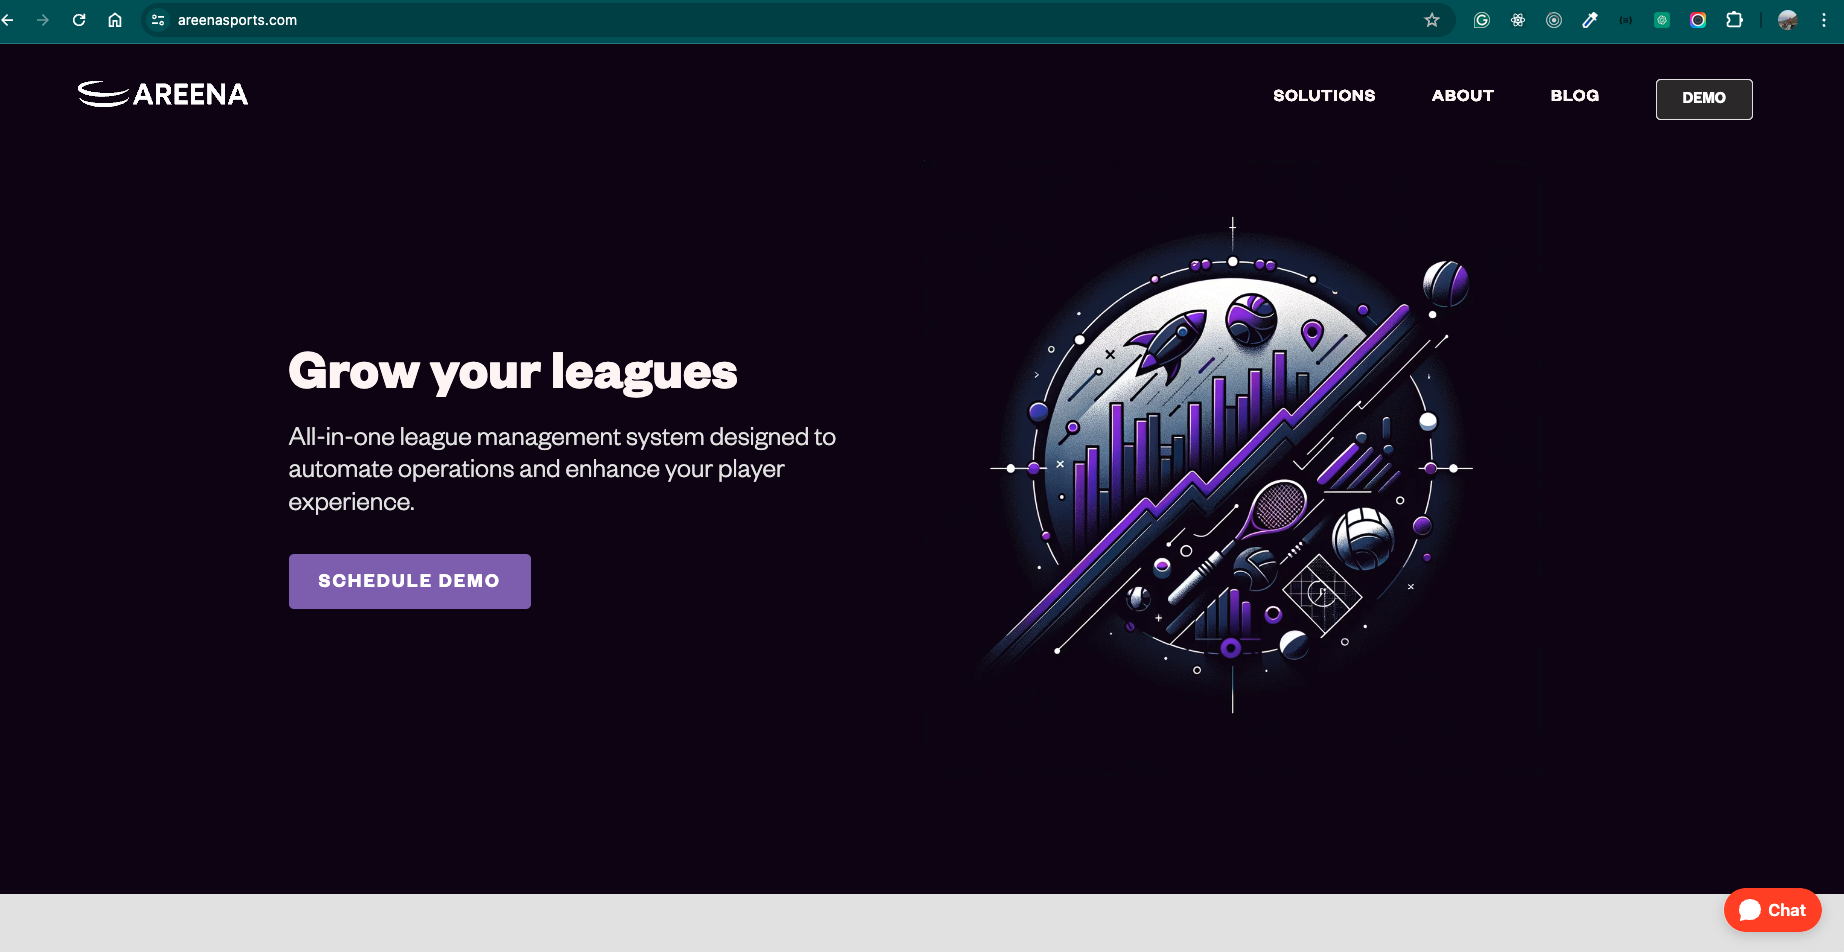 areenasports.com
AREENA
SOLUTIONS
ABOUT
BLOG
DEMO
Grow your leagues
All-in-one league management system designed to
automate operations and enhance your player
experience.
SCHEDULE DEMO
Chat